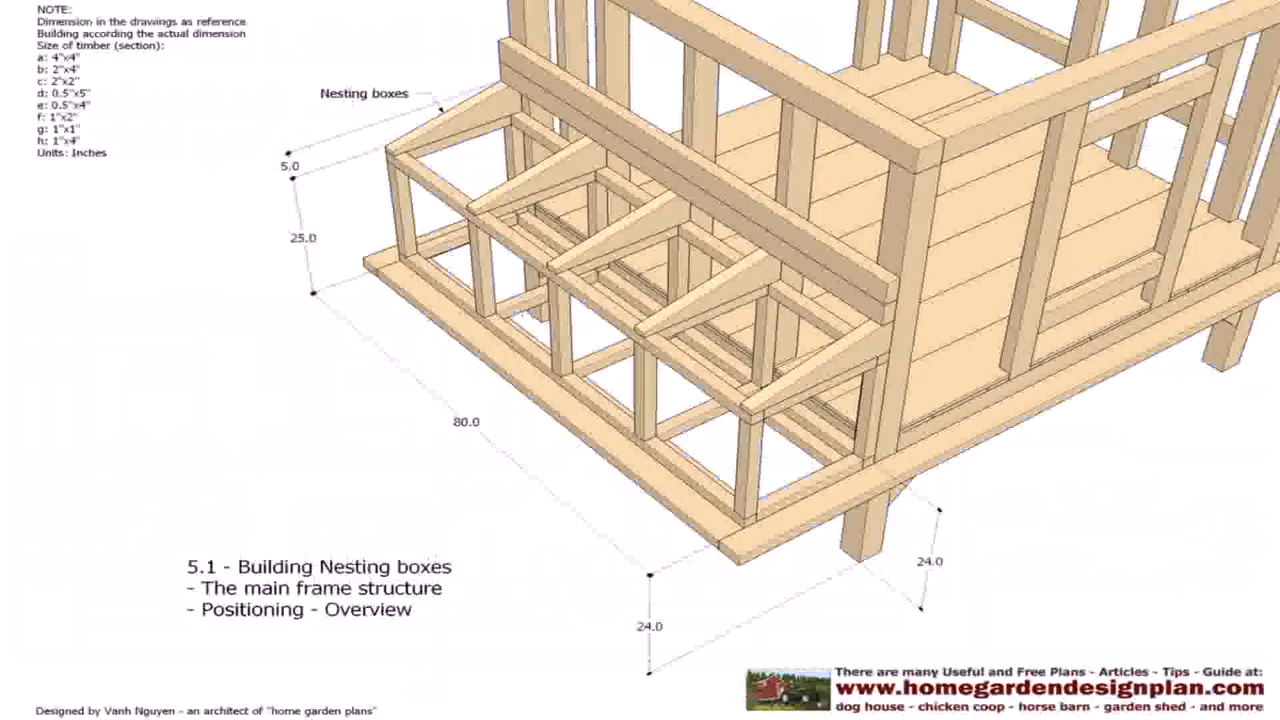 NOTE:
Dimension in the drawings as reference
Building according the actual dimension
Size of timber (section):
a: 4"x4"
b: 2"x4"
c: 2"x2"
d: 0.5"x5"
e: 0.5"x4"
f: 1"x2"
g: 1"x1"
h: 1"x4"
Units: Inches
Nesting boxes
5,0
25.0
80.0
24.0
24.0
5.1 - Building Nesting boxes
- The main frame structure
- Positioning - Overview
Designed by Vanh Nguyen - an architect of "home garden plans"
There are many Useful and Free Plans - Articles - Tips - Guide at:
www.homegardendesignplan.com
dog house - chicken coop - horse barn - garden shed - and more